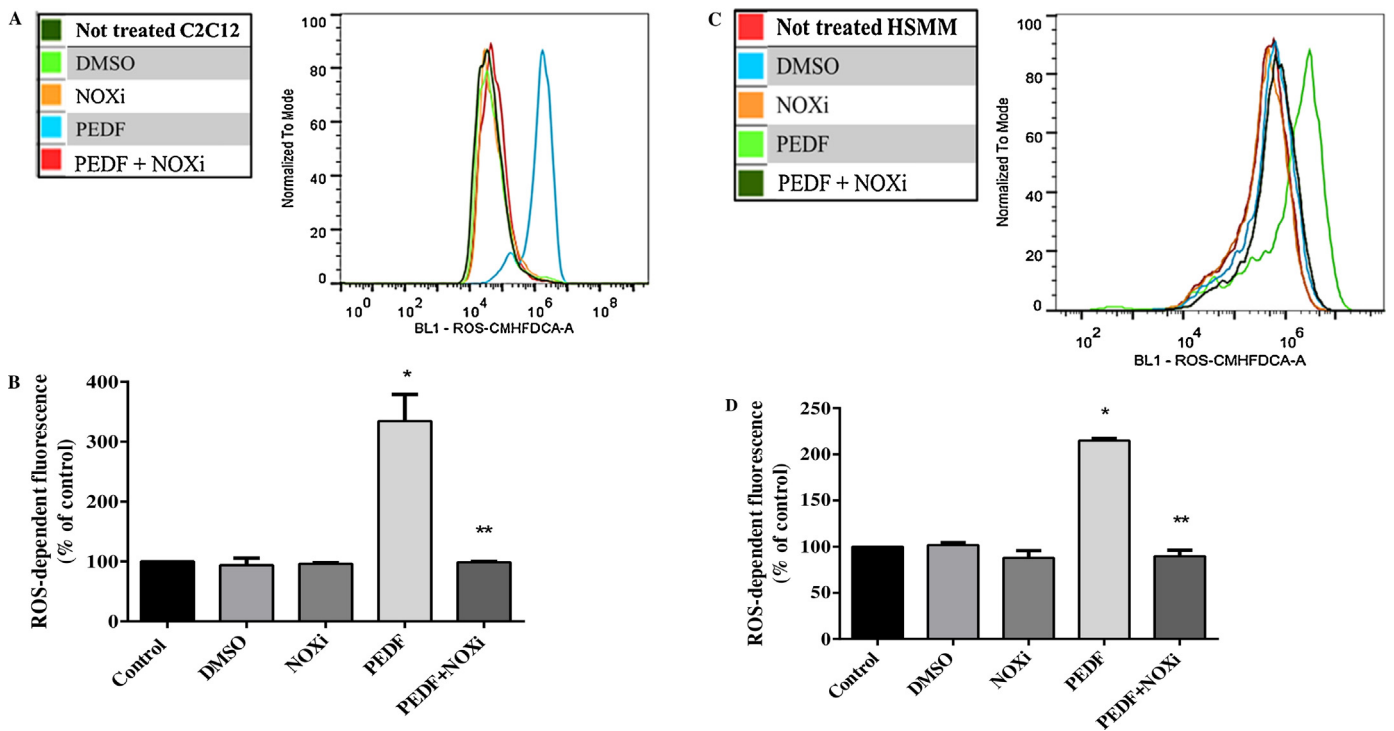 A
Not treated C2C12
DMSO
NOXi
PEDF
PEDF + NOXi
Normalized To Mode
100
80
60
40
20
0
10^0 10^2 10^4 10^6 10^8
BL1 - ROS-CMHFDCA-A
C
Not treated HSMM
DMSO
NOXi
PEDF
PEDF + NOXi
Normalized To Mode
100
80
60
40
20
0
10^2 10^4 10^6
BL1 - ROS-CMHFDCA-A
B
ROS-dependent fluorescence
(% of control)
400
300
200
100
0
*
**
Control
DMSO
NOXi
PEDF
PEDF+NOXi
D
ROS-dependent fluorescence
(% of control)
250
200
150
100
50
0
*
**
Control
DMSO
NOXi
PEDF
PEDF+NOXi